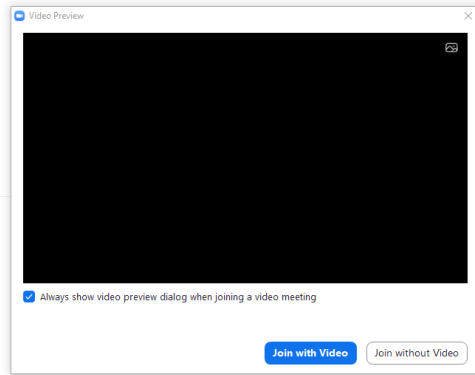 Video Preview
Always show video preview dialog when joining a video meeting
Join with Video
Join without Video